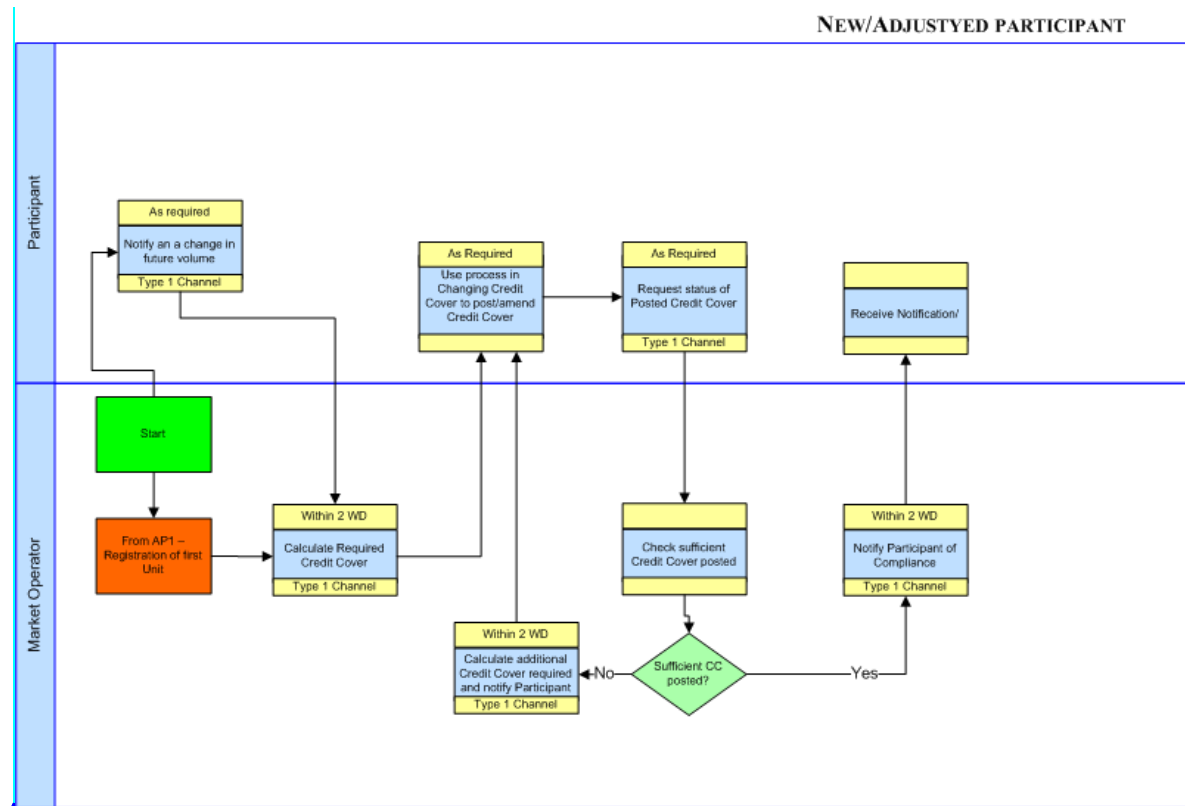 NEW/ADJUSTYED PARTICIPANT
Participant
As required
Notify an a change in
future volume
Type 1 Channel
As Required
Use process in
Changing Credit
Cover to post/amend
Credit Cover
As Required
Request status of
Posted Credit Cover
Type 1 Channel
Receive Notification/
Market Operator
Start
From AP1 –
Registration of first
Unit
Within 2 WD
Calculate Required
Credit Cover
Type 1 Channel
Check sufficient
Credit Cover posted
Within 2 WD
Notify Participant of
Compliance
Type 1 Channel
Within 2 WD
Calculate additional
Credit Cover required
and notify Participant
Type 1 Channel
No
Sufficient CC
posted?
Yes